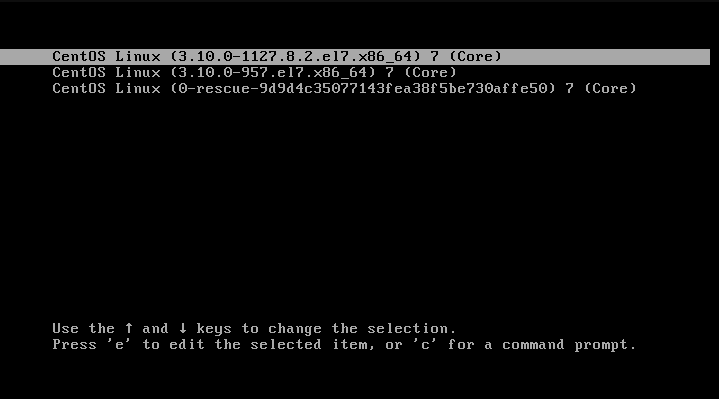 CentOS Linux (3.10.0-1127.8.2.el7.x86_64) 7 (Core)
CentOS Linux (3.10.0-957.el7.x86_64) 7 (Core)
CentOS Linux (0-rescue-9d9d4c35077143fea38f5be730affe50) 7 (Core)
Use the ↑ and ↓ keys to change the selection.
Press 'e' to edit the selected item, or 'c' for a command prompt.